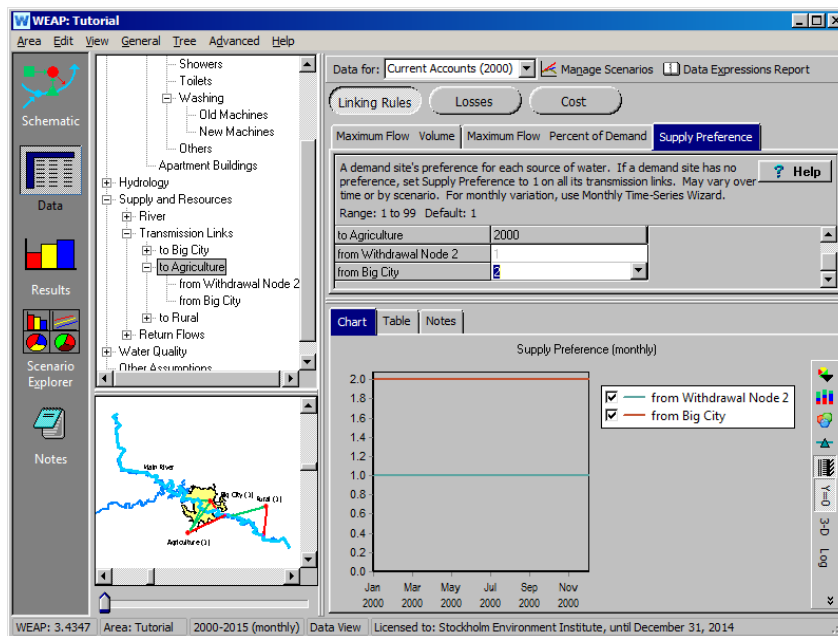 WEAP: Tutorial
Area Edit View General Tree Advanced Help
Schematic
Data
Results
Scenario
Explorer
Notes
Showers
Toilets
Washing
Old Machines
New Machines
Others
Apartment Buildings
Hydrology
Supply and Resources
River
Transmission Links
to Big City
to Agriculture
from Withdrawal Node 2
from Big City
to Rural
Return Flows
Water Quality
Other Assumptions
Main River
Big City (1)
Rural (1)
Agriculture (1)
Data for: Current Accounts (2000) Manage Scenarios Data Expressions Report
Linking Rules Losses Cost
Maximum Flow Volume Maximum Flow Percent of Demand Supply Preference
A demand site's preference for each source of water. If a demand site has no
preference, set Supply Preference to 1 on all its transmission links. May vary over
time or by scenario. For monthly variation, use Monthly Time-Series Wizard.
Range: 1 to 99 Default: 1
? Help
to Agriculture 2000
from Withdrawal Node 2 1
from Big City 2
Chart Table Notes
Supply Preference (monthly)
2.0
1.8
1.6
1.4
1.2
1.0
0.8
0.6
0.4
0.2
0.0
Jan Mar May Jul Sep Nov
2000 2000 2000 2000 2000 2000
from Withdrawal Node 2
from Big City
Y=0
3-D
Log
WEAP: 3.4347 Area: Tutorial 2000-2015 (monthly) Data View Licensed to: Stockholm Environment Institute, until December 31, 2014